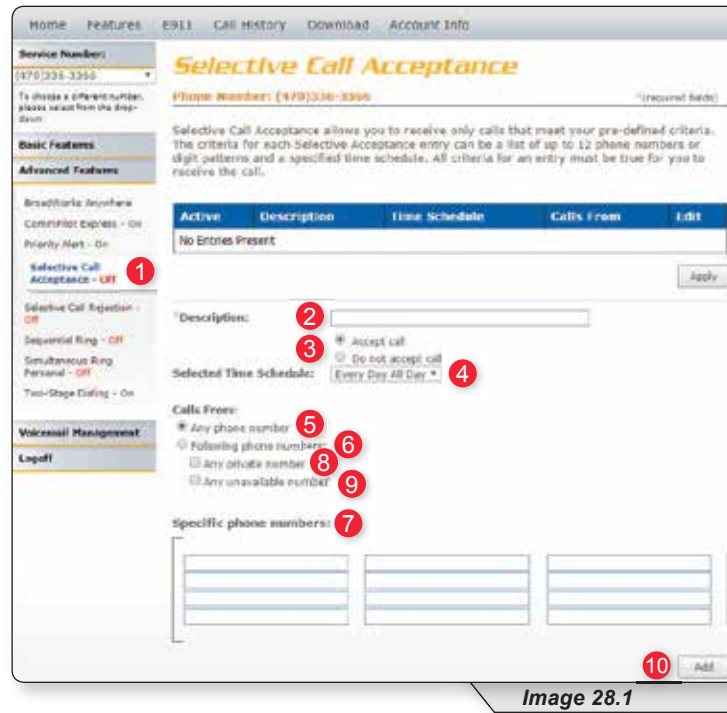 Home Features E911 Call History Download Account Info
Service Number:
(470)336-3366
To choose a different number, please select from the drop-down
Basic Features
Advanced Features
BroadWorks Anywhere
CommPilot Express - On
Priority Alert - On
Selective Call Acceptance - Off
1
Selective Call Rejection - Off
Sequential Ring - Off
Simultaneous Ring Personal - Off
Two-Stage Dialing - On
Voicemail Management
Logoff
Selective Call Acceptance
Phone Number: (470)336-3366
*(required fields)
Selective Call Acceptance allows you to receive only calls that meet your pre-defined criteria.
The criteria for each Selective Acceptance entry can be a list of up to 12 phone numbers or
digit patterns and a specified time schedule. All criteria for an entry must be true for you to
receive the call.
Active Description Time Schedule Calls From Edit
No Entries Present
Apply
*Description: 2
3 Accept call
Do not accept call
Selected Time Schedule: Every Day All Day 4
Calls From:
Any phone number 5
Following phone numbers: 6
Any private number 8
Any unavailable number 9
Specific phone numbers: 7
10 Add
Image 28.1